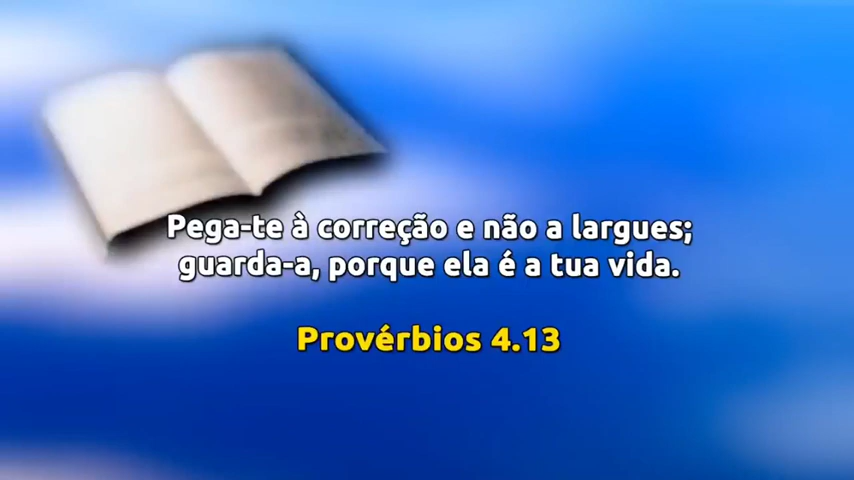 Pega-te à correção e não a largues;
guarda-a, porque ela é a tua vida.
Provérbios 4.13